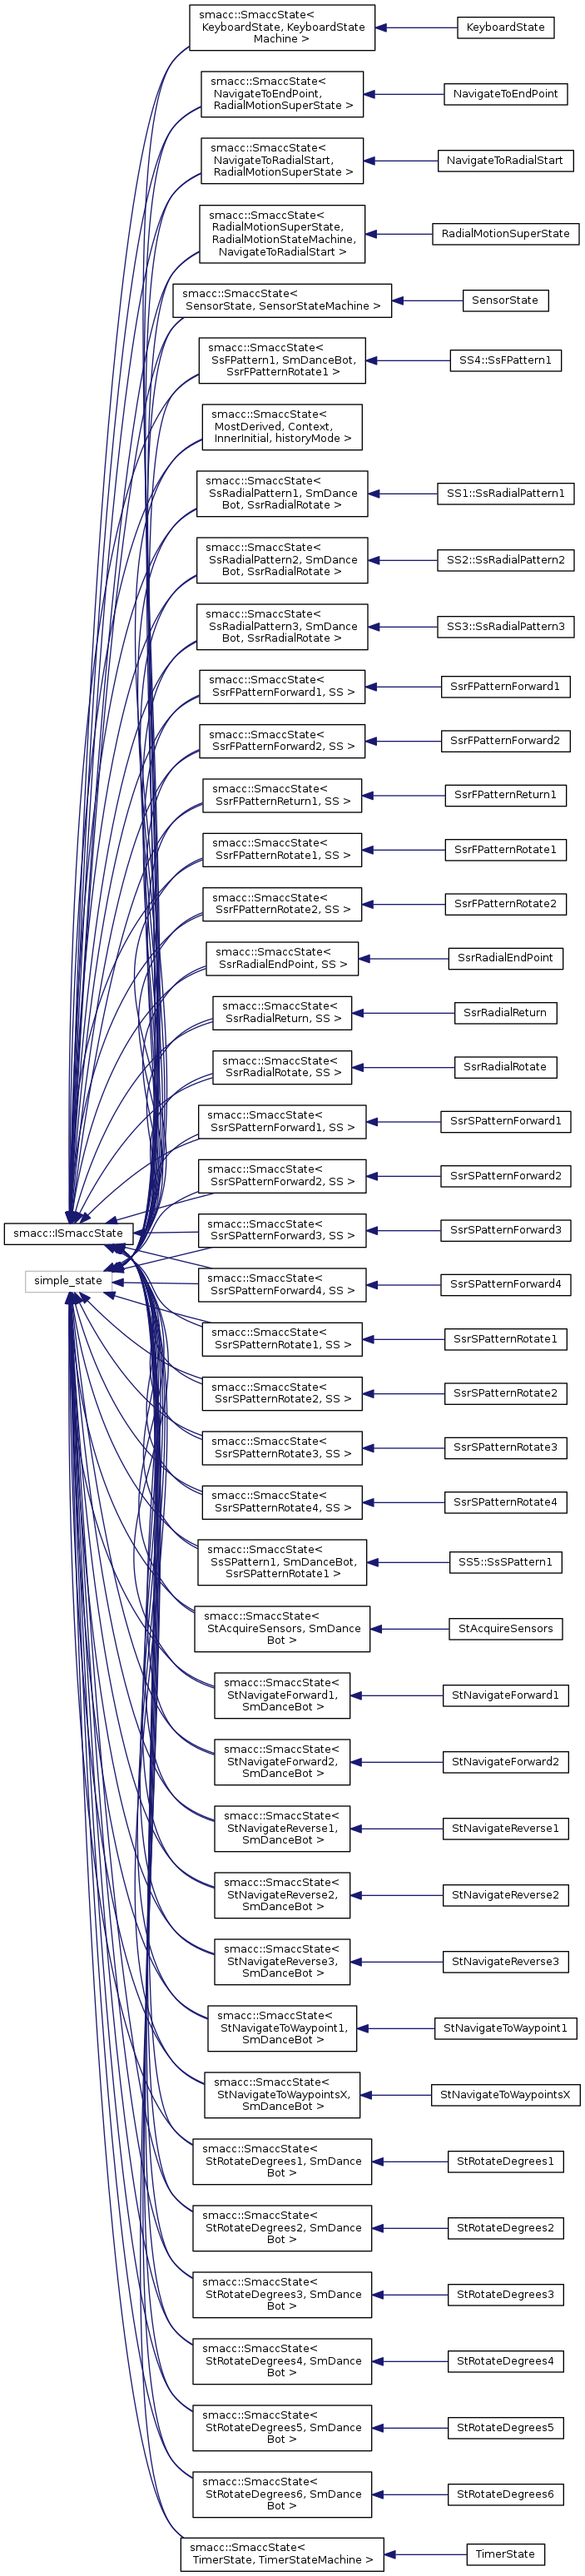 smacc::SmaccState<
KeyboardState, KeyboardState
Machine >
KeyboardState
smacc::SmaccState<
NavigateToEndPoint,
RadialMotionSuperState >
NavigateToEndPoint
smacc::SmaccState<
NavigateToRadialStart,
RadialMotionSuperState >
NavigateToRadialStart
smacc::SmaccState<
RadialMotionSuperState,
RadialMotionStateMachine,
NavigateToRadialStart >
RadialMotionSuperState
smacc::SmaccState<
SensorState, SensorStateMachine >
SensorState
smacc::SmaccState<
SsFPattern1, SmDanceBot,
SsrFPatternRotate1 >
SS4::SsFPattern1
smacc::SmaccState<
MostDerived, Context,
InnerInitial, historyMode >
smacc::SmaccState<
SsRadialPattern1, SmDance
Bot, SsrRadialRotate >
SS1::SsRadialPattern1
smacc::SmaccState<
SsRadialPattern2, SmDance
Bot, SsrRadialRotate >
SS2::SsRadialPattern2
smacc::SmaccState<
SsRadialPattern3, SmDance
Bot, SsrRadialRotate >
SS3::SsRadialPattern3
smacc::SmaccState<
SsrFPatternForward1, SS >
SsrFPatternForward1
smacc::SmaccState<
SsrFPatternForward2, SS >
SsrFPatternForward2
smacc::SmaccState<
SsrFPatternReturn1, SS >
SsrFPatternReturn1
smacc::SmaccState<
SsrFPatternRotate1, SS >
SsrFPatternRotate1
smacc::SmaccState<
SsrFPatternRotate2, SS >
SsrFPatternRotate2
smacc::SmaccState<
SsrRadialEndPoint, SS >
SsrRadialEndPoint
smacc::SmaccState<
SsrRadialReturn, SS >
SsrRadialReturn
smacc::SmaccState<
SsrRadialRotate, SS >
SsrRadialRotate
smacc::SmaccState<
SsrSPatternForward1, SS >
SsrSPatternForward1
smacc::SmaccState<
SsrSPatternForward2, SS >
SsrSPatternForward2
smacc::ISmaccState
smacc::SmaccState<
SsrSPatternForward3, SS >
SsrSPatternForward3
simple_state
smacc::SmaccState<
SsrSPatternForward4, SS >
SsrSPatternForward4
smacc::SmaccState<
SsrSPatternRotate1, SS >
SsrSPatternRotate1
smacc::SmaccState<
SsrSPatternRotate2, SS >
SsrSPatternRotate2
smacc::SmaccState<
SsrSPatternRotate3, SS >
SsrSPatternRotate3
smacc::SmaccState<
SsrSPatternRotate4, SS >
SsrSPatternRotate4
smacc::SmaccState<
SsSPattern1, SmDanceBot,
SsrSPatternRotate1 >
SS5::SsSPattern1
smacc::SmaccState<
StAcquireSensors, SmDance
Bot >
StAcquireSensors
smacc::SmaccState<
StNavigateForward1,
SmDanceBot >
StNavigateForward1
smacc::SmaccState<
StNavigateForward2,
SmDanceBot >
StNavigateForward2
smacc::SmaccState<
StNavigateReverse1,
SmDanceBot >
StNavigateReverse1
smacc::SmaccState<
StNavigateReverse2,
SmDanceBot >
StNavigateReverse2
smacc::SmaccState<
StNavigateReverse3,
SmDanceBot >
StNavigateReverse3
smacc::SmaccState<
StNavigateToWaypoint1,
SmDanceBot >
StNavigateToWaypoint1
smacc::SmaccState<
StNavigateToWaypointsX,
SmDanceBot >
StNavigateToWaypointsX
smacc::SmaccState<
StRotateDegrees1, SmDance
Bot >
StRotateDegrees1
smacc::SmaccState<
StRotateDegrees2, SmDance
Bot >
StRotateDegrees2
smacc::SmaccState<
StRotateDegrees3, SmDance
Bot >
StRotateDegrees3
smacc::SmaccState<
StRotateDegrees4, SmDance
Bot >
StRotateDegrees4
smacc::SmaccState<
StRotateDegrees5, SmDance
Bot >
StRotateDegrees5
smacc::SmaccState<
StRotateDegrees6, SmDance
Bot >
StRotateDegrees6
smacc::SmaccState<
TimerState, TimerStateMachine >
TimerState